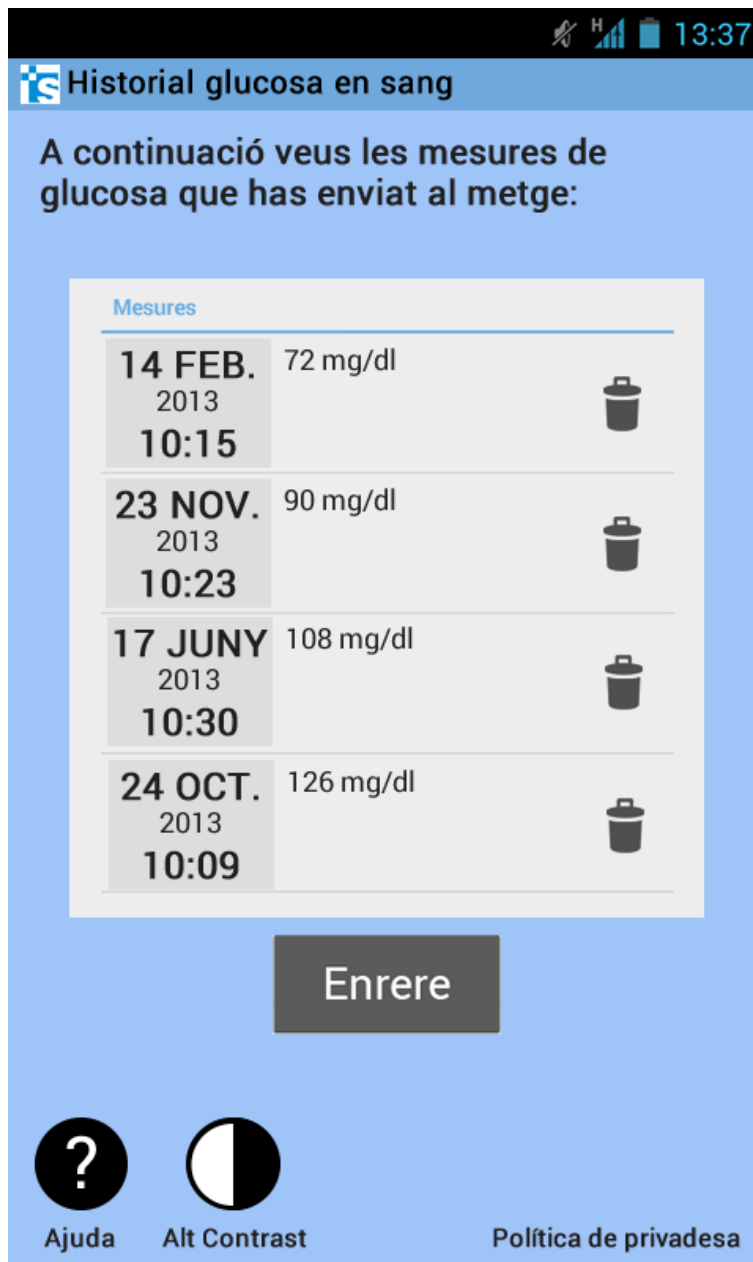 H 13:37
Historial glucosa en sang
A continuació veus les mesures de
glucosa que has enviat al metge:
Mesures
14 FEB.
2013
10:15
72 mg/dl
23 NOV.
2013
10:23
90 mg/dl
17 JUNY
2013
10:30
108 mg/dl
24 OCT.
2013
10:09
126 mg/dl
Enrere
?
Ajuda
Alt Contrast
Política de privadesa